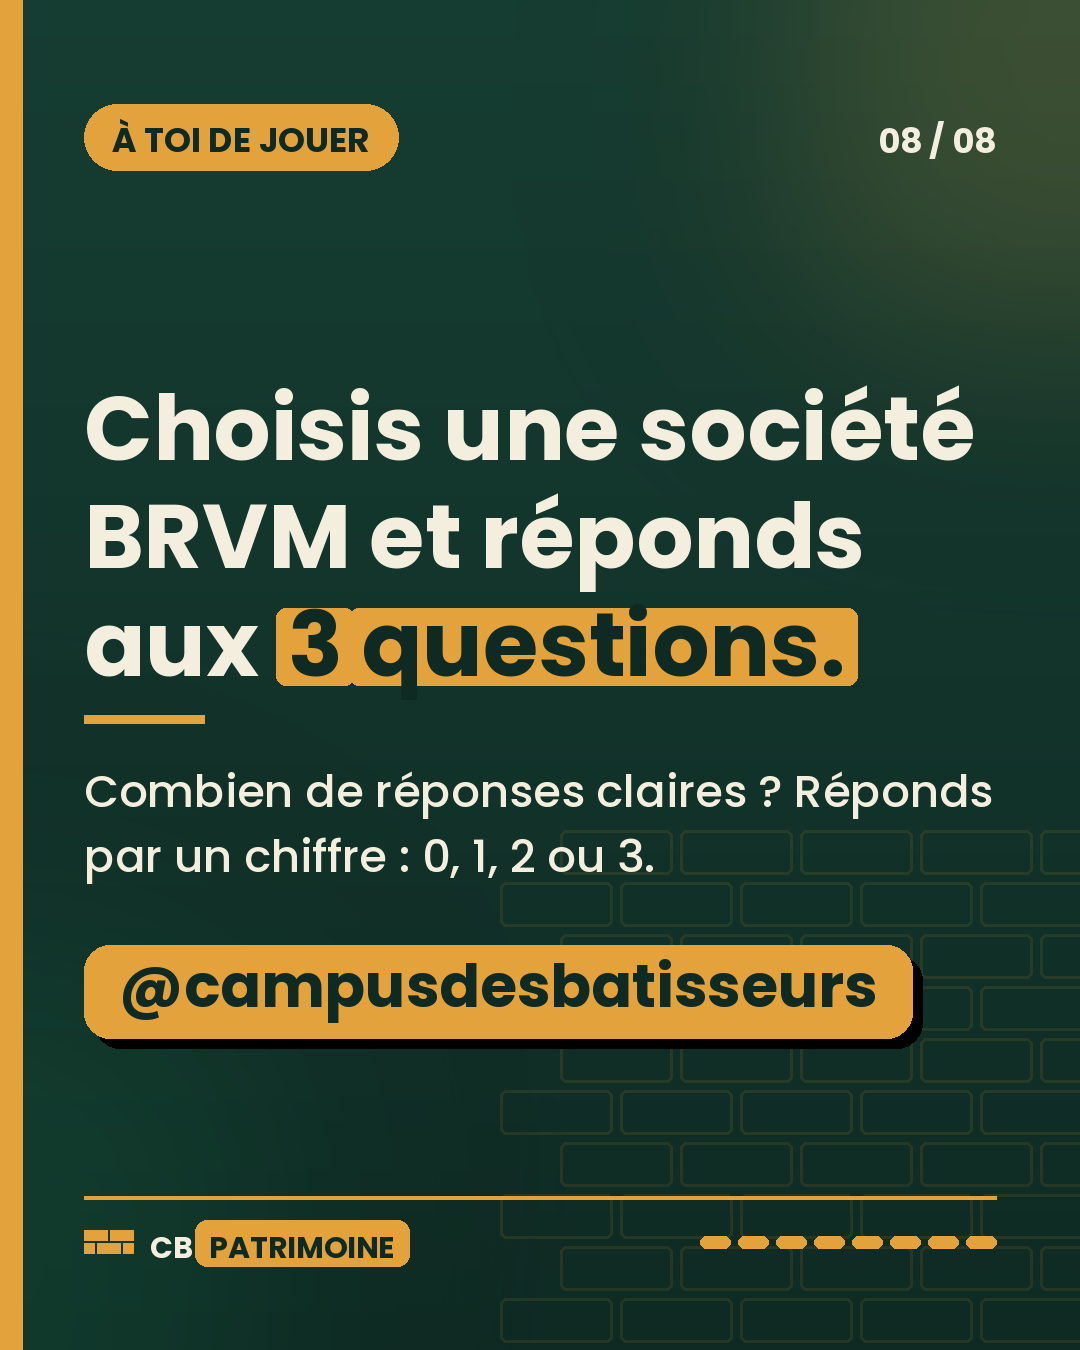 À TOI DE JOUER
08 / 08
Choisis une société
BRVM et réponds
aux 3 questions.
Combien de réponses claires ? Réponds
par un chiffre : 0, 1, 2 ou 3.
@campusdesbatisseurs
CB PATRIMOINE